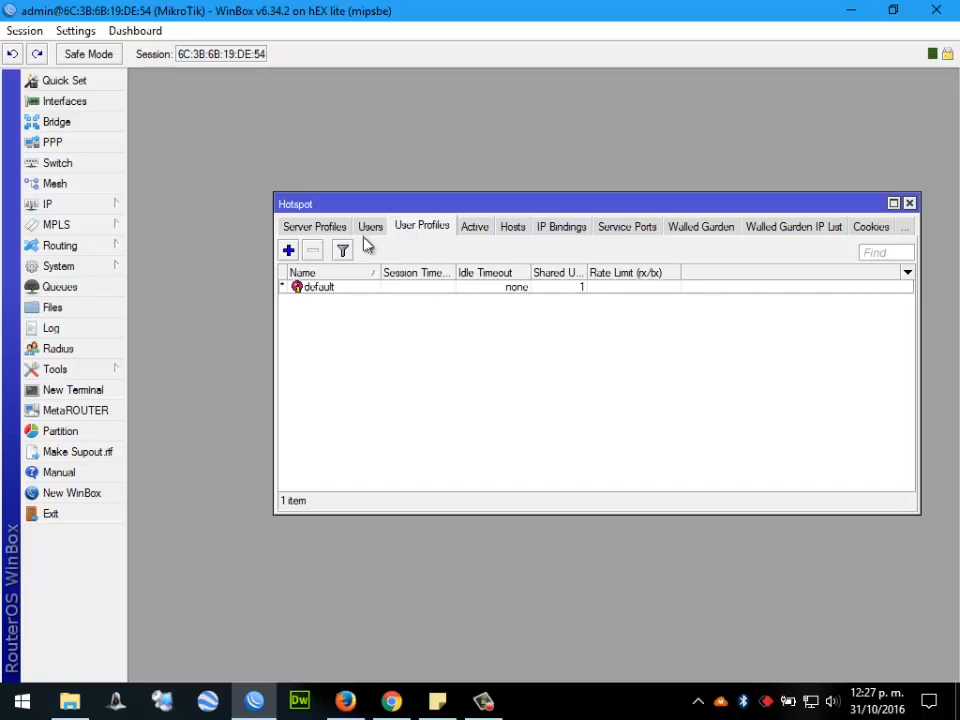 admin@6C:3B:6B:19:DE:54 (MikroTik) - WinBox v6.34.2 on hEX lite (mipsbe)
Session Settings Dashboard
Safe Mode Session: 6C:3B:6B:19:DE:54
Quick Set
Interfaces
Bridge
PPP
Switch
Mesh
IP
MPLS
Routing
System
Queues
Files
Log
Radius
Tools
New Terminal
MetaROUTER
Partition
Make Supout.rif
Manual
New WinBox
Exit
RouterOS WinBox
Hotspot
Server Profiles Users User Profiles Active Hosts IP Bindings Service Ports Walled Garden Walled Garden IP List Cookies ...
Find
Name / Session Time... Idle Timeout Shared U... Rate Limit (rx/tx)
* default none 1
1 item
Dw
12:27 p. m.
31/10/2016